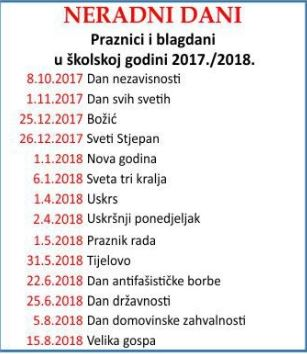 NERADNI DANI
Praznici i blagdani
u školskoj godini 2017./2018.
8.10.2017 Dan nezavisnosti
1.11.2017 Dan svih svetih
25.12.2017 Božić
26.12.2017 Sveti Stjepan
1.1.2018 Nova godina
6.1.2018 Sveta tri kralja
1.4.2018 Uskrs
2.4.2018 Uskršnji ponedjeljak
1.5.2018 Praznik rada
31.5.2018 Tijelovo
22.6.2018 Dan antifašističke borbe
25.6.2018 Dan državnosti
5.8.2018 Dan domovinske zahvalnosti
15.8.2018 Velika gospa